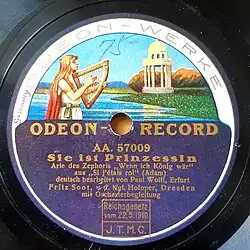 ODEON-WERKE
Germany
75
ODEON - RECORD
AA. 57009
Sie ist Prinzessin
Arie des Zephoris „Wenn ich König wär"
aus „Si j'étais roi" (Adam)
deutsch bearbeitet von Paul Wolff, Erfurt
Fritz Soot, v. d. Kgl. Hofoper, Dresden
mit Orchesterbegleitung
Reichsgesetz
vom 22.5.1910
J. T. M. C.